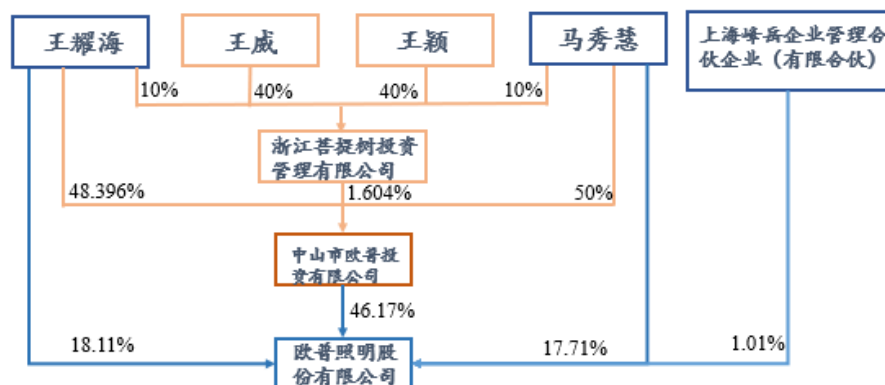 王耀海
王威
王颖
马秀慧
上海峰岳企业管理合
伙企业（有限合伙）
10%
40%
40%
10%
浙江菩提树投资
管理有限公司
48.396%
1.604%
50%
中山市欧普投
资有限公司
46.17%
18.11%
17.71%
1.01%
欧普照明股
份有限公司